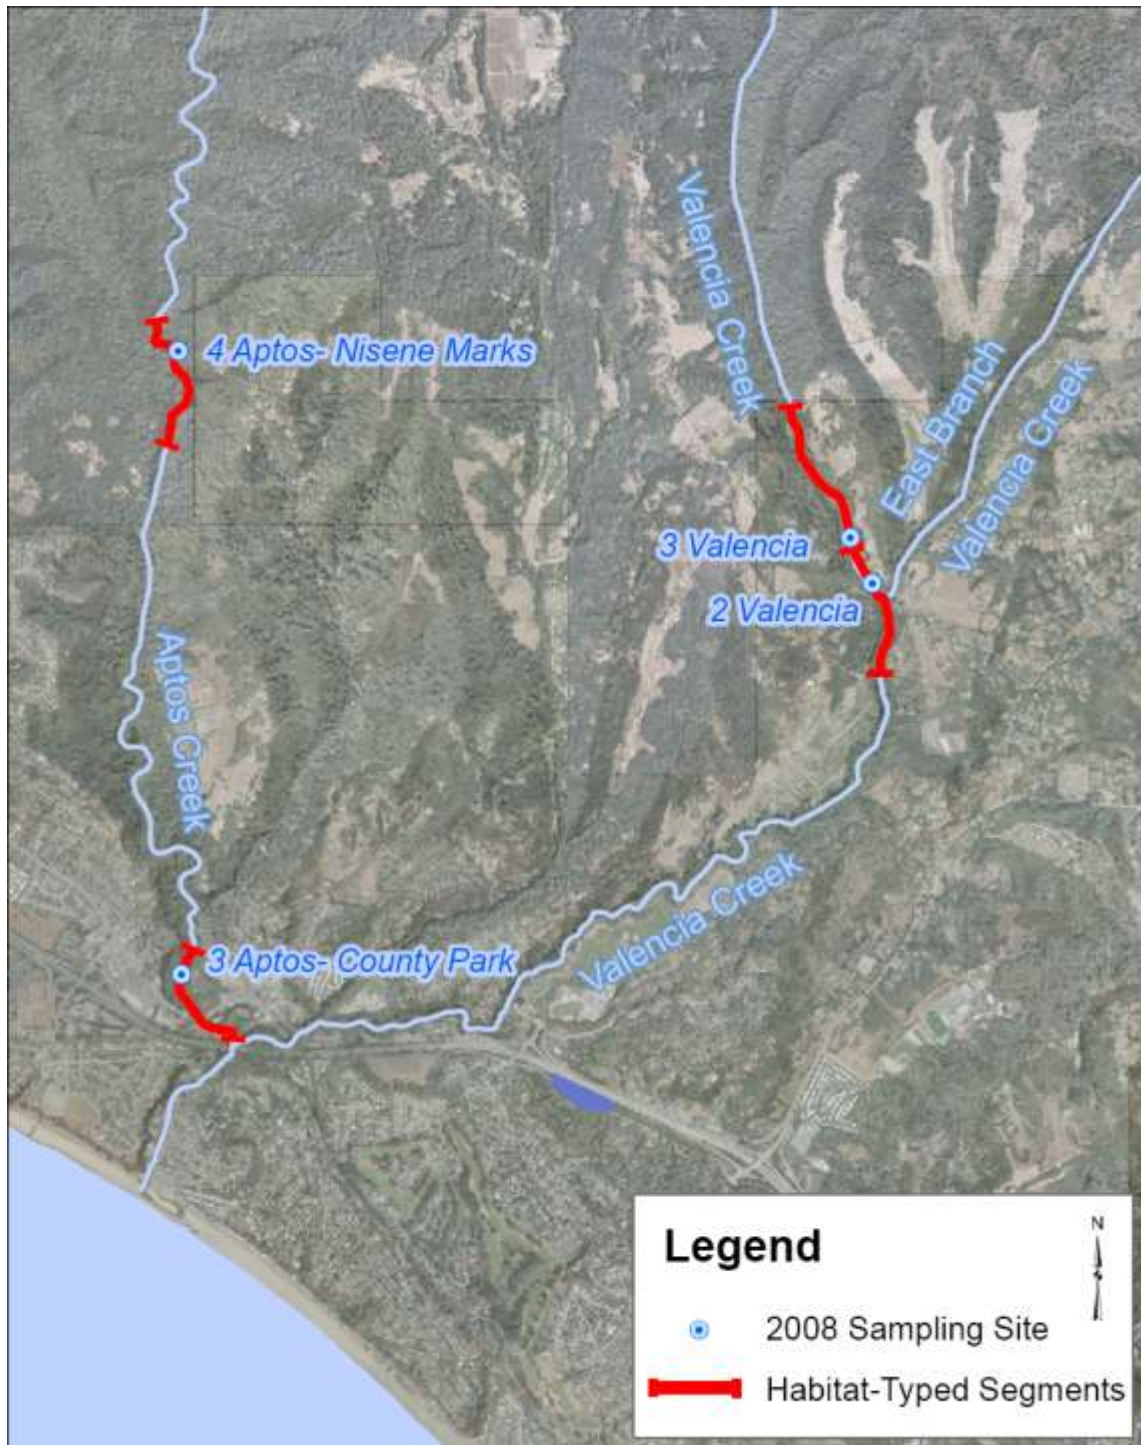 Valencia Creek
4 Aptos- Nisene Marks
East Branch
Valencia Creek
3 Valencia
2 Valencia
Aptos Creek
Valencia Creek
3 Aptos- County Park
Legend
N
2008 Sampling Site
Habitat-Typed Segments